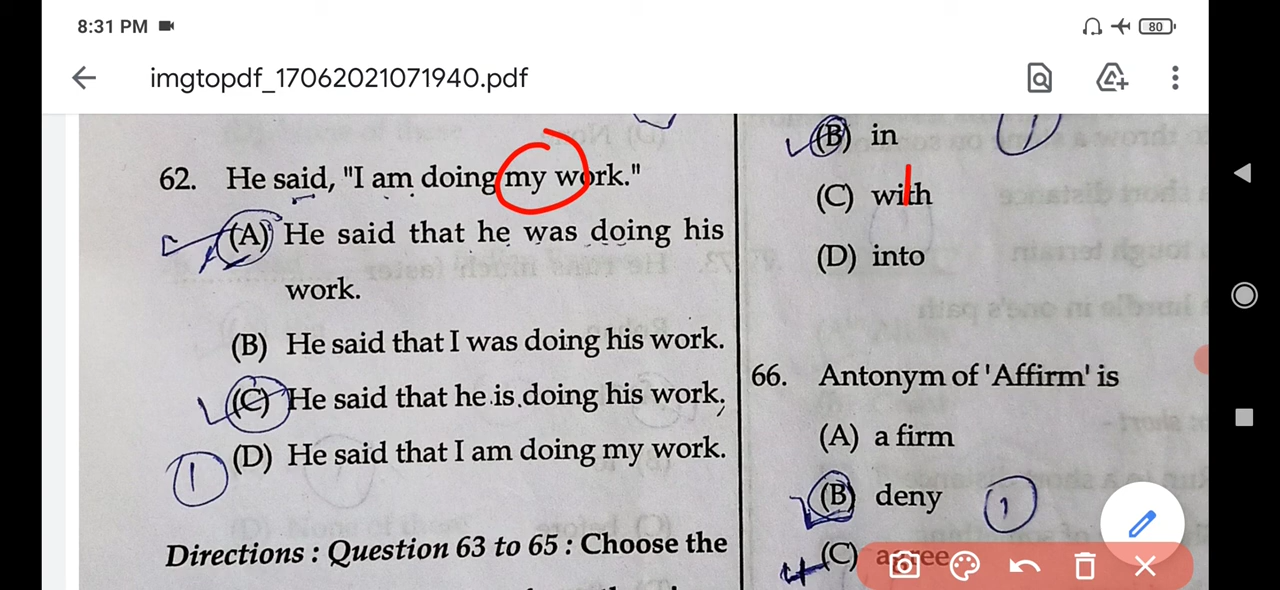 8:31 PM
80
imgtopdf_17062021071940.pdf
62. He said, "I am doing my work."
(A) He said that he was doing his
work.
(B) He said that I was doing his work.
(C) He said that he is doing his work.
(D) He said that I am doing my work.
1
Directions : Question 63 to 65 : Choose the
(B) in
1
(C) with
(D) into
66. Antonym of 'Affirm' is
(A) a firm
(B) deny
1
(C) agree